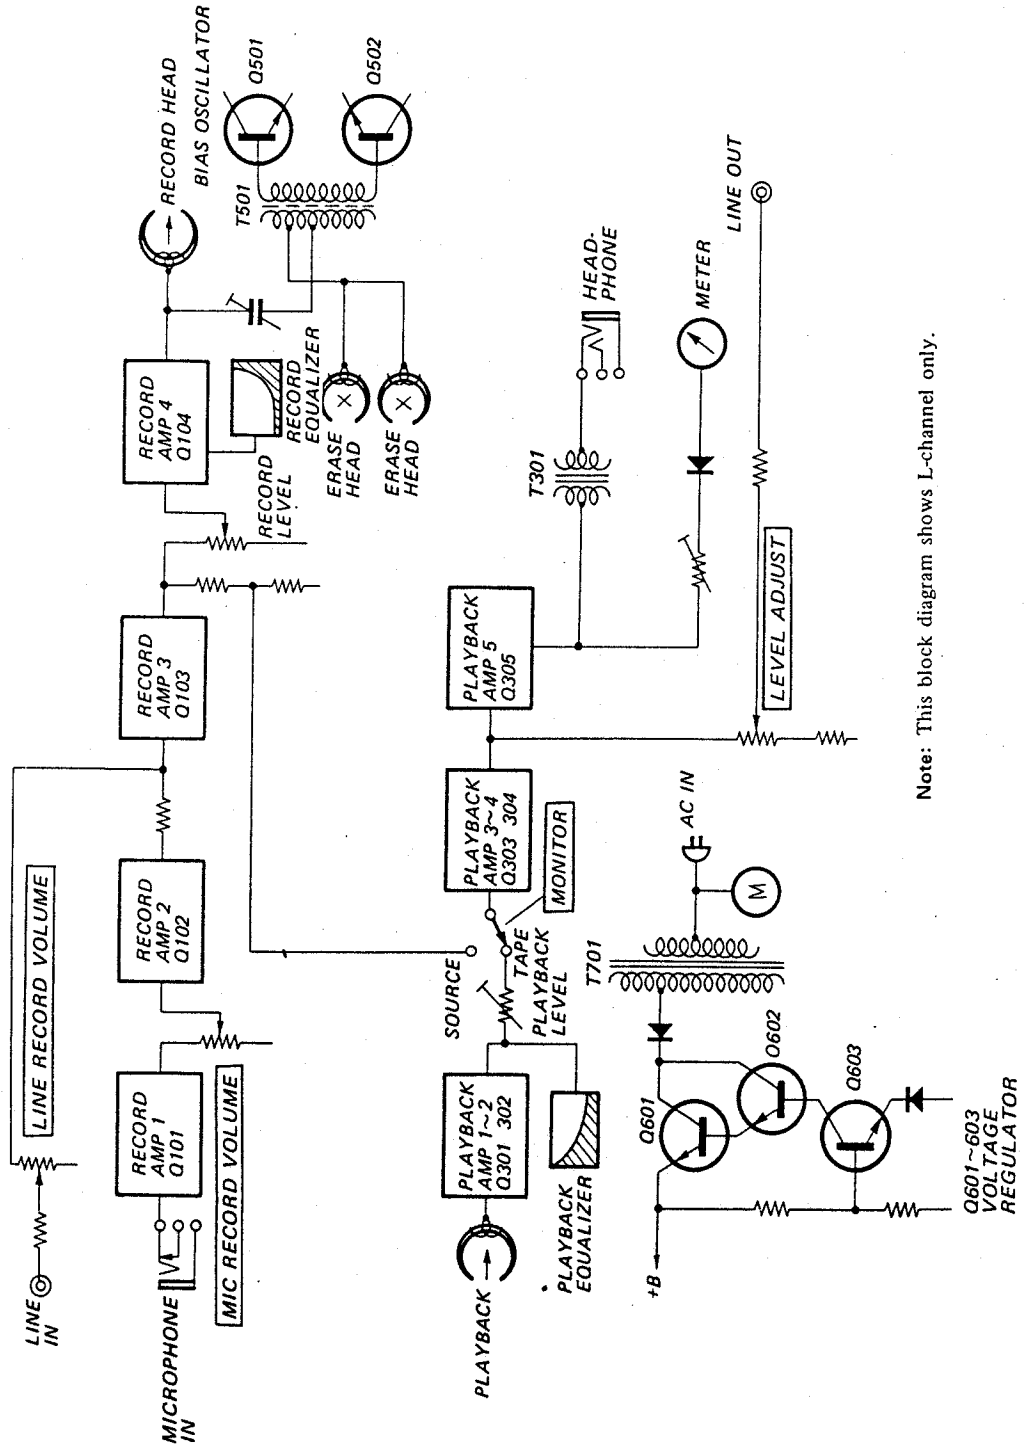 LINE
IN
LINE RECORD VOLUME
MICROPHONE
IN
MIC RECORD VOLUME
RECORD
AMP 1
Q101
RECORD
AMP 2
Q102
RECORD
AMP 3
Q103
RECORD
LEVEL
RECORD
AMP 4
Q104
RECORD
EQUALIZER
RECORD HEAD
BIAS OSCILLATOR
T501
Q501
Q502
ERASE
HEAD
ERASE
HEAD
PLAYBACK
PLAYBACK
AMP 1~2
Q301 302
PLAYBACK
EQUALIZER
SOURCE
TAPE
PLAYBACK
LEVEL
MONITOR
PLAYBACK
AMP 3~4
Q303 304
PLAYBACK
AMP 5
Q305
T301
HEAD-
PHONE
METER
LINE OUT
LEVEL ADJUST
+B
Q601
Q602
Q603
Q601~603
VOLTAGE
REGULATOR
T701
M
AC IN
Note: This block diagram shows L-channel only.